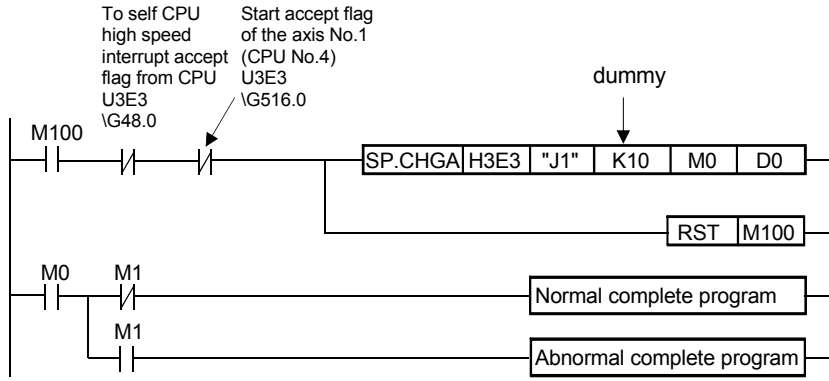 To self CPU
high speed
interrupt accept
flag from CPU
U3E3
\G48.0
Start accept flag
of the axis No.1
(CPU No.4)
U3E3
\G516.0
dummy
M100
SP.CHGA H3E3 "J1" K10 M0 D0
RST M100
M0 M1
Normal complete program
M1
Abnormal complete program